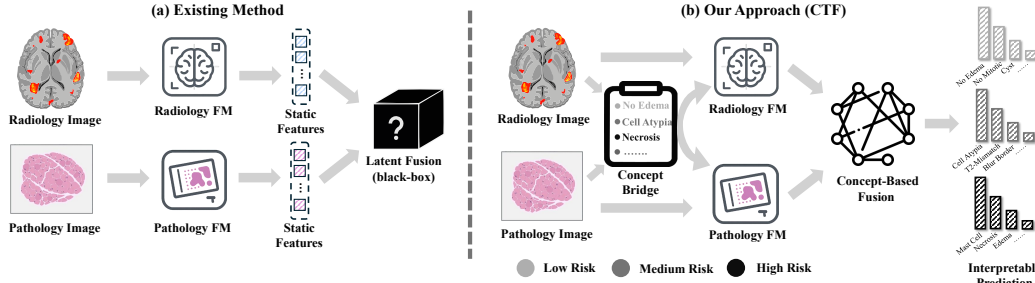 (a) Existing Method
Radiology Image
Radiology FM
Static
Features
?
Latent Fusion
(black-box)
Pathology Image
Pathology FM
Static
Features
(b) Our Approach (CTF)
Radiology Image
No Edema
Cell Atypia
Necrosis
.......
Concept
Bridge
Radiology FM
Pathology Image
Pathology FM
Concept-Based
Fusion
No Edema
No Mitotic
Cyst
......
Cell Atypia
T2-Mismatch
Blur Border
......
Mast Cell
Necrosis
Edema
......
Interpretable
Prediction
Low Risk
Medium Risk
High Risk